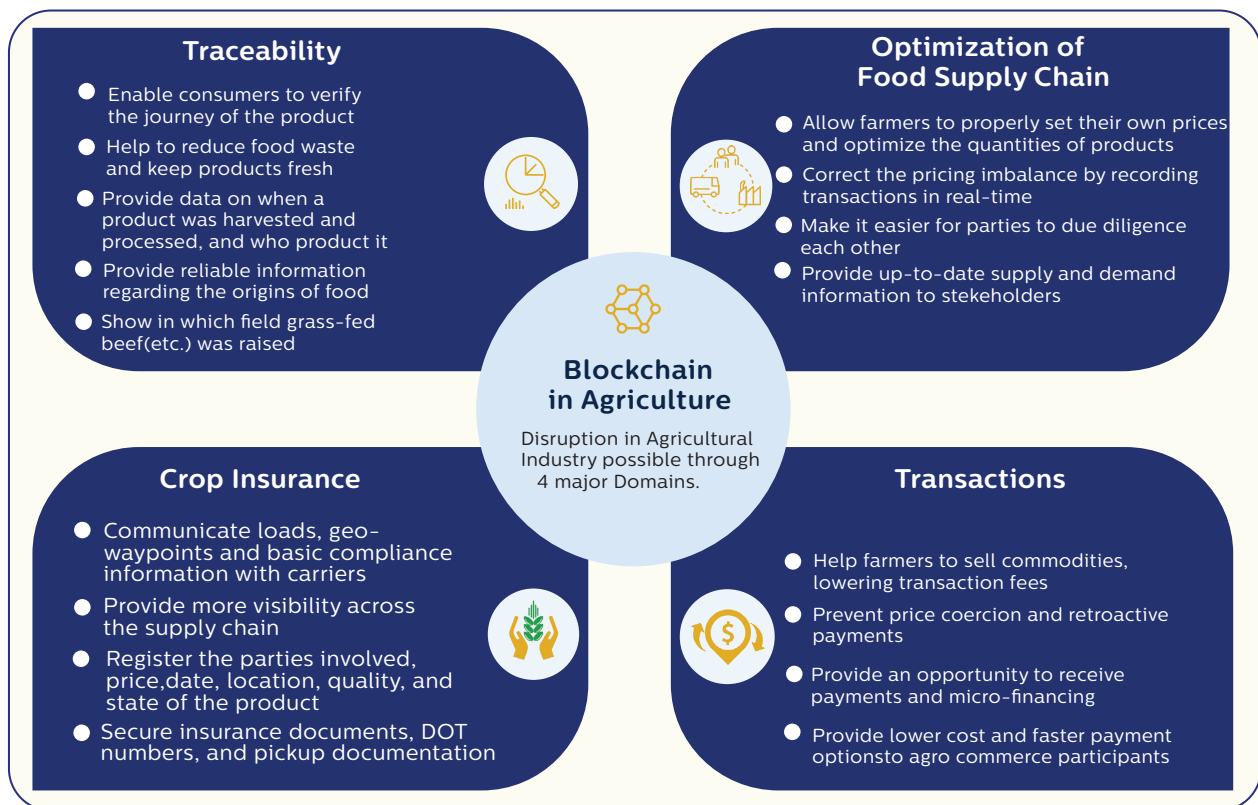 Traceability
Enable consumers to verify
the journey of the product
Help to reduce food waste
and keep products fresh
Provide data on when a
product was harvested and
processed, and who product it
Provide reliable information
regarding the origins of food
Show in which field grass-fed
beef(etc.) was raised
Optimization of
Food Supply Chain
Allow farmers to properly set their own prices
and optimize the quantities of products
Correct the pricing imbalance by recording
transactions in real-time
Make it easier for parties to due diligence
each other
Provide up-to-date supply and demand
information to stekeholders
Blockchain
in Agriculture
Disruption in Agricultural
Industry possible through
4 major Domains.
Crop Insurance
Communicate loads, geo-
waypoints and basic compliance
information with carriers
Provide more visibility across
the supply chain
Register the parties involved,
price,date, location, quality, and
state of the product
Secure insurance documents, DOT
numbers, and pickup documentation
Transactions
Help farmers to sell commodities,
lowering transaction fees
Prevent price coercion and retroactive
payments
Provide an opportunity to receive
payments and micro-financing
Provide lower cost and faster payment
optionsto agro commerce participants
$